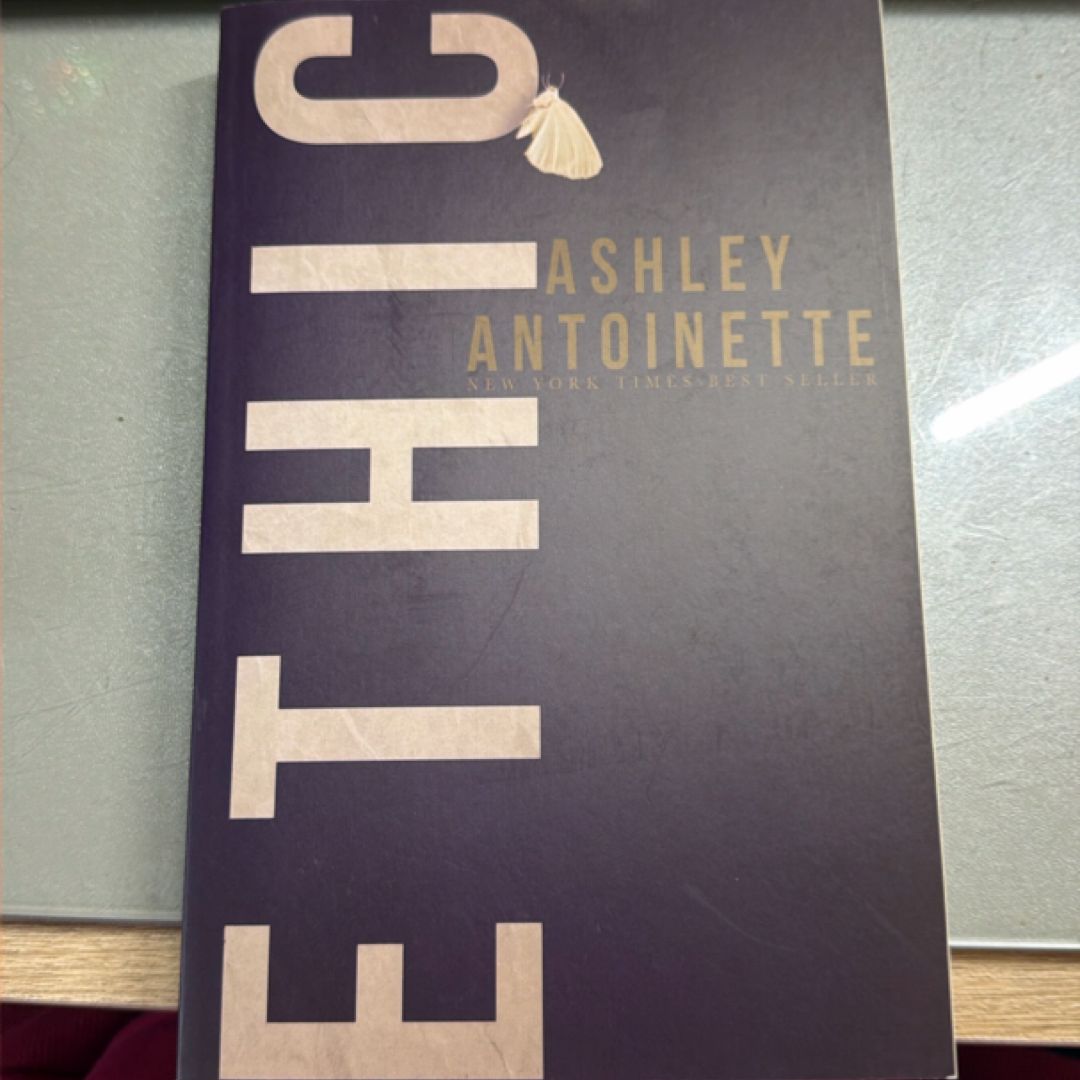 ETHIC
ASHLEY
ANTOINETTE
NEW YORK TIMES BEST SELLER